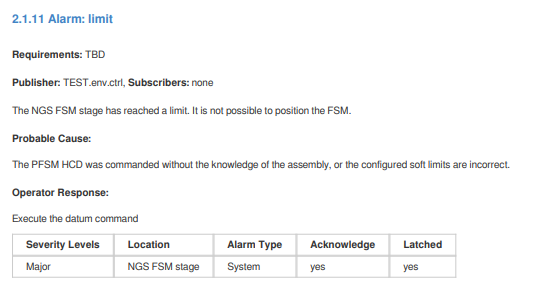 2.1.11 Alarm: limit
Requirements: TBD
Publisher: TEST.env.ctrl, Subscribers: none
The NGS FSM stage has reached a limit. It is not possible to position the FSM.
Probable Cause:
The PFSM HCD was commanded without the knowledge of the assembly, or the configured soft limits are incorrect.
Operator Response:
Execute the datum command
Severity Levels Location Alarm Type Acknowledge Latched
Major NGS FSM stage System yes yes